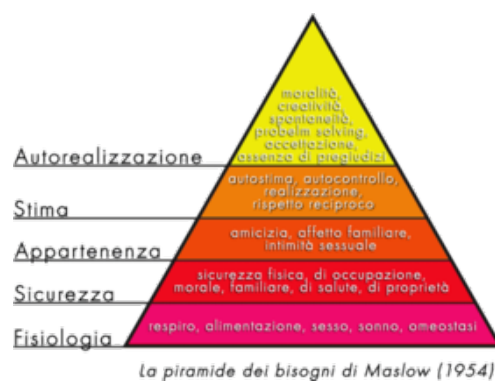 moralità,
creatività,
spontaneità,
probelm solving,
accettazione,
assenza di pregiudizi
Autorealizzazione
autostima, autocontrollo,
realizzazione,
rispetto reciproco
Stima
amicizia, affetto familiare,
intimità sessuale
Appartenenza
sicurezza fisica, di occupazione,
morale, familiare, di salute, di proprietà
Sicurezza
respiro, alimentazione, sesso, sonno, omeostasi
Fisiologia
La piramide dei bisogni di Maslow (1954)